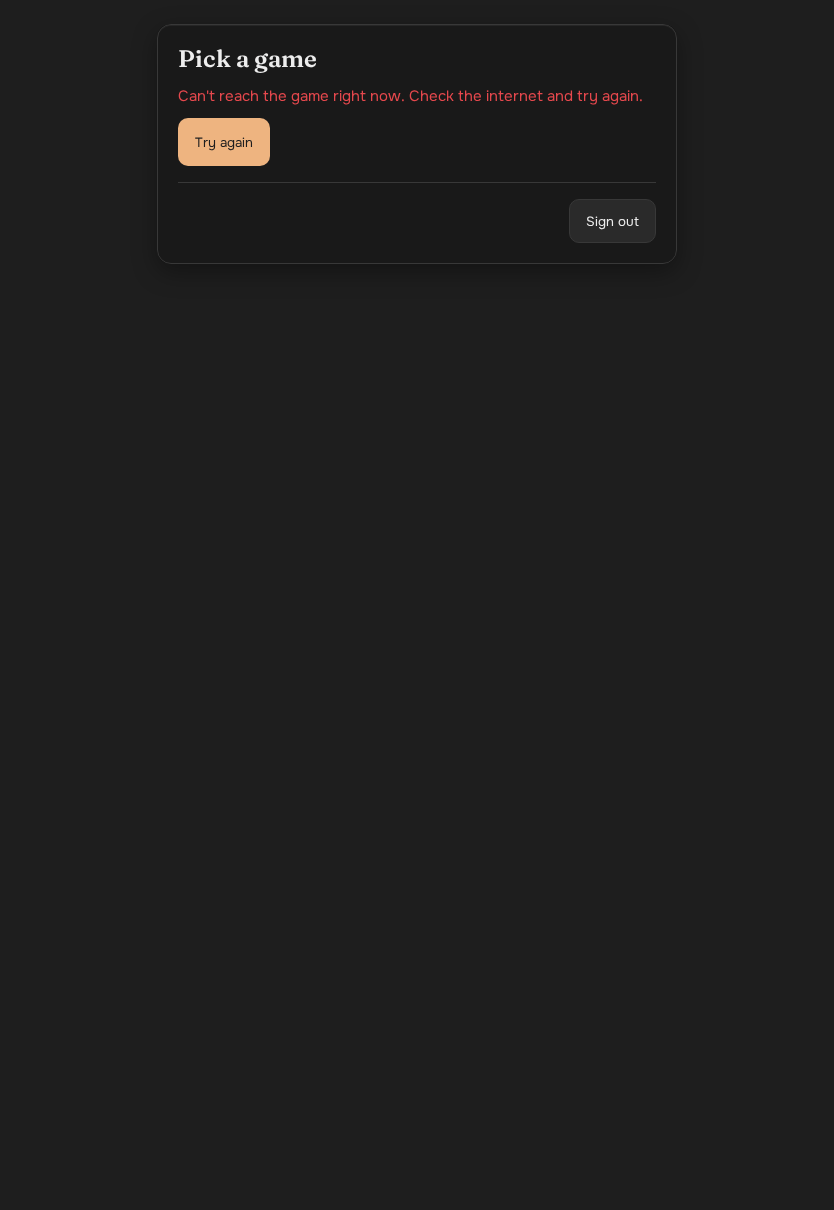 Pick a game
Can't reach the game right now. Check the internet and try again.
Try again
Sign out